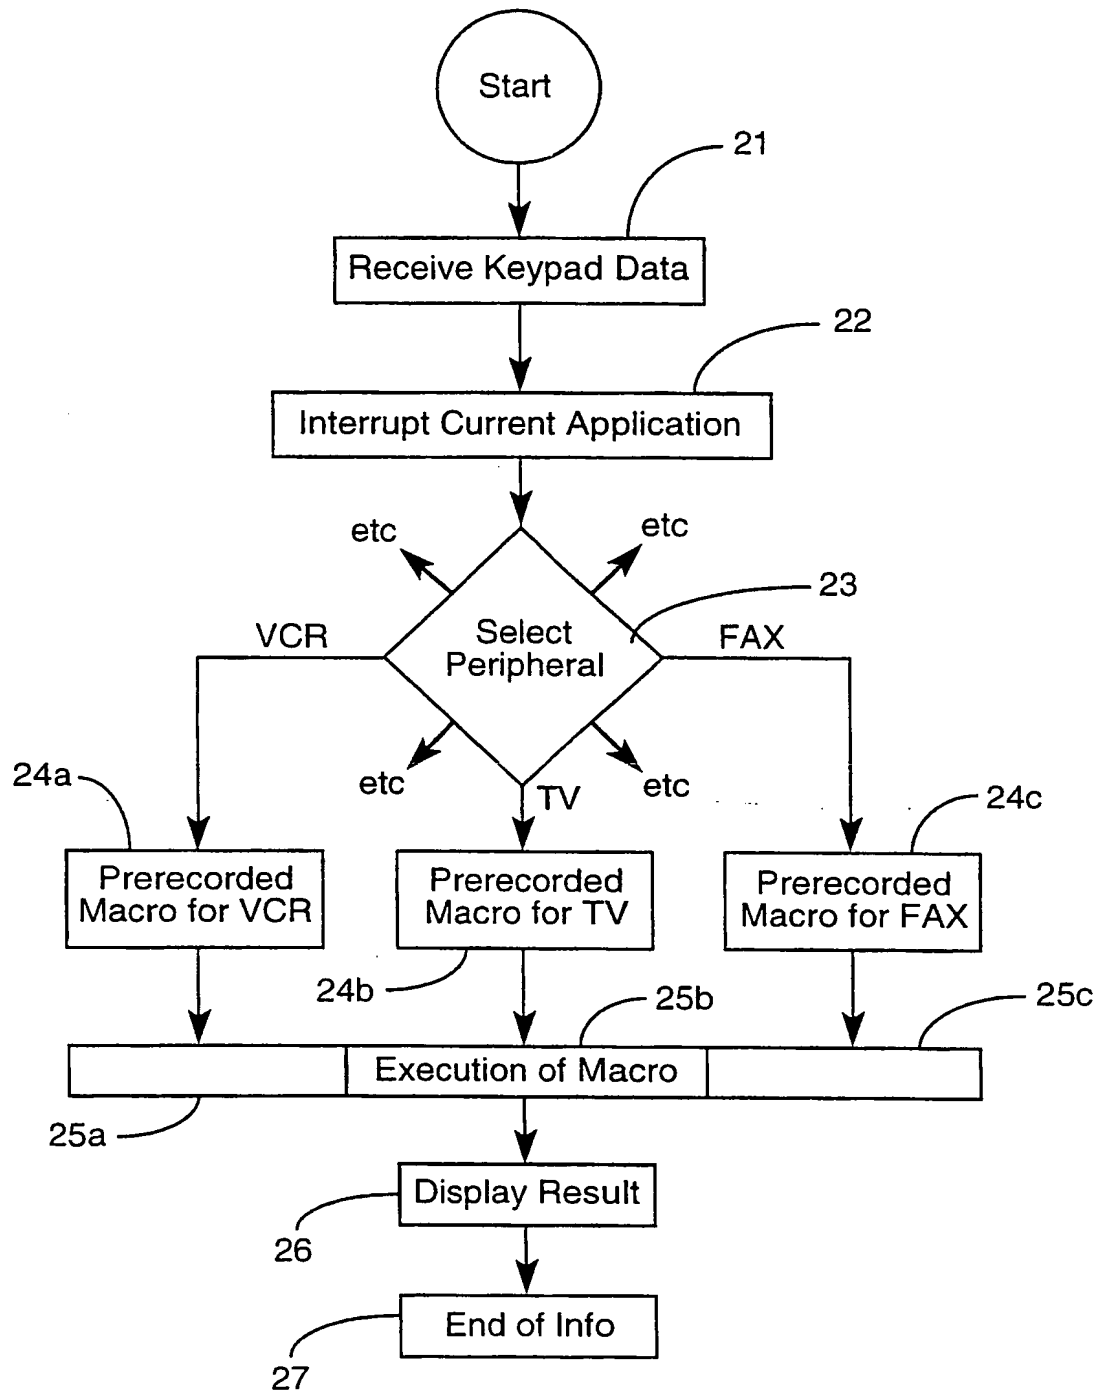 Start
21
Receive Keypad Data
22
Interrupt Current Application
etc
etc
23
VCR
Select
Peripheral
FAX
24a
etc
TV
etc
24c
Prerecorded
Macro for VCR
Prerecorded
Macro for TV
Prerecorded
Macro for FAX
24b
25b
25c
Execution of Macro
25a
Display Result
26
End of Info
27